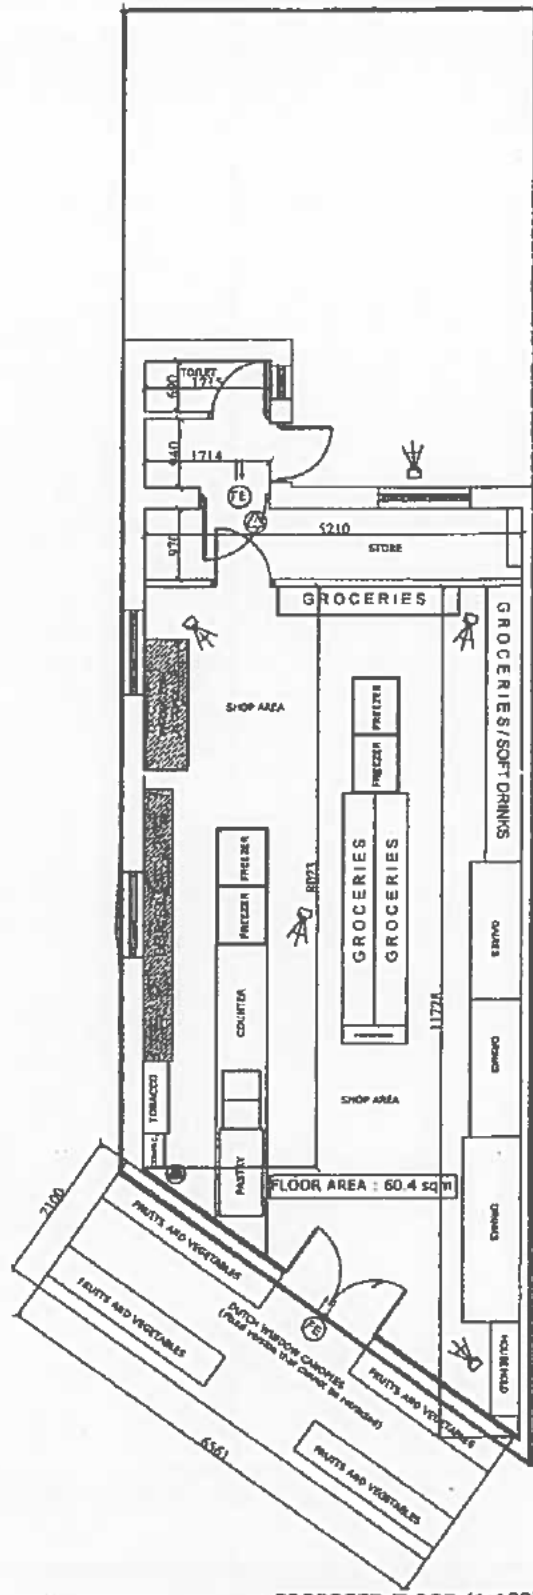 TOILET
1715
690
940
1714
FE
970
5210
STORE
GROCERIES
GROCERIES/SOFT DRINKS
SHOP AREA
FREEZER
FREEZER
FREEZER
FREEZER
GROCERIES
GROCERIES
8023
11778
COUNTER
TOBACCO
PASTRY
SHOP AREA
DRINKS
DRINKS
HOUSEHOLD
FLOOR AREA : 60.4 sqm
2100
FRUITS AND VEGETABLES
FRUITS AND VEGETABLES
DUTCH WINDOW CANOPIES
FE
FRUITS AND VEGETABLES
FRUITS AND VEGETABLES
6561